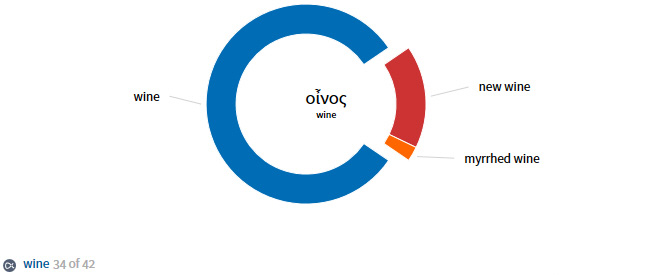 new wine
wine
οἶνος
wine
myrrhed wine
wine 34 of 42